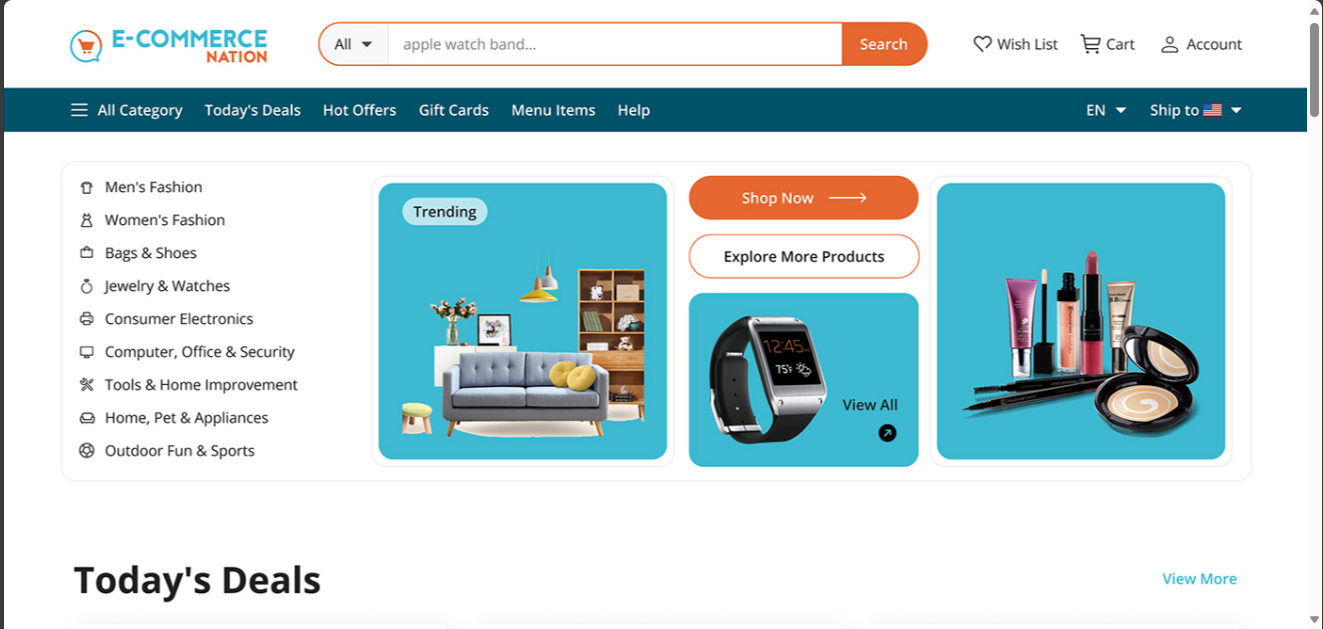 E-COMMERCE
NATION
All
apple watch band...
Search
Wish List
Cart
Account
All Category
Today's Deals
Hot Offers
Gift Cards
Menu Items
Help
EN
Ship to
Men's Fashion
Women's Fashion
Bags & Shoes
Jewelry & Watches
Consumer Electronics
Computer, Office & Security
Tools & Home Improvement
Home, Pet & Appliances
Outdoor Fun & Sports
Trending
Shop Now
Explore More Products
12:45
75°F
View All
Today's Deals
View More